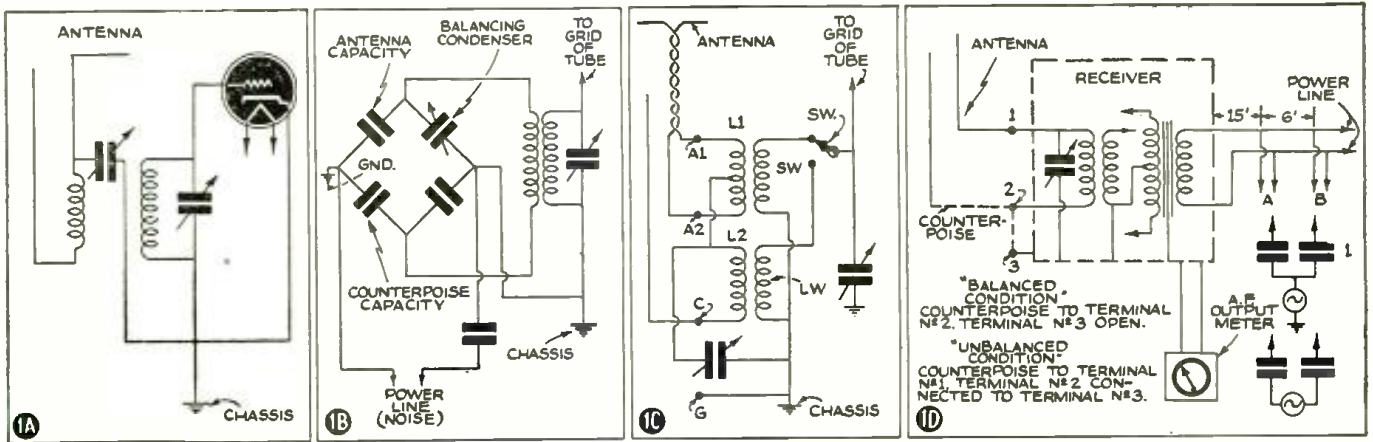 ANTENNA
CHASSIS
1A
ANTENNA
CAPACITY
BALANCING
CONDENSER
TO
GRID
OF
TUBE
GND.
COUNTERPOISE
CAPACITY
CHASSIS
POWER
LINE
(NOISE)
1B
ANTENNA
TO
GRID
OF
TUBE
L1
SW.
A1
SW
A2
L2
LW
C
G
CHASSIS
1C
ANTENNA
RECEIVER
POWER
LINE
15'
6'
1
2
COUNTER-
POISE
3
A
B
1
"BALANCED
CONDITION"
COUNTERPOISE TO TERMINAL
Nº2, TERMINAL Nº3 OPEN.
A.F.
OUTPUT
METER
"UNBALANCED
CONDITION"
COUNTERPOISE TO TERMINAL
Nº1, TERMINAL Nº2 CON-
NECTED TO TERMINAL Nº3.
1D